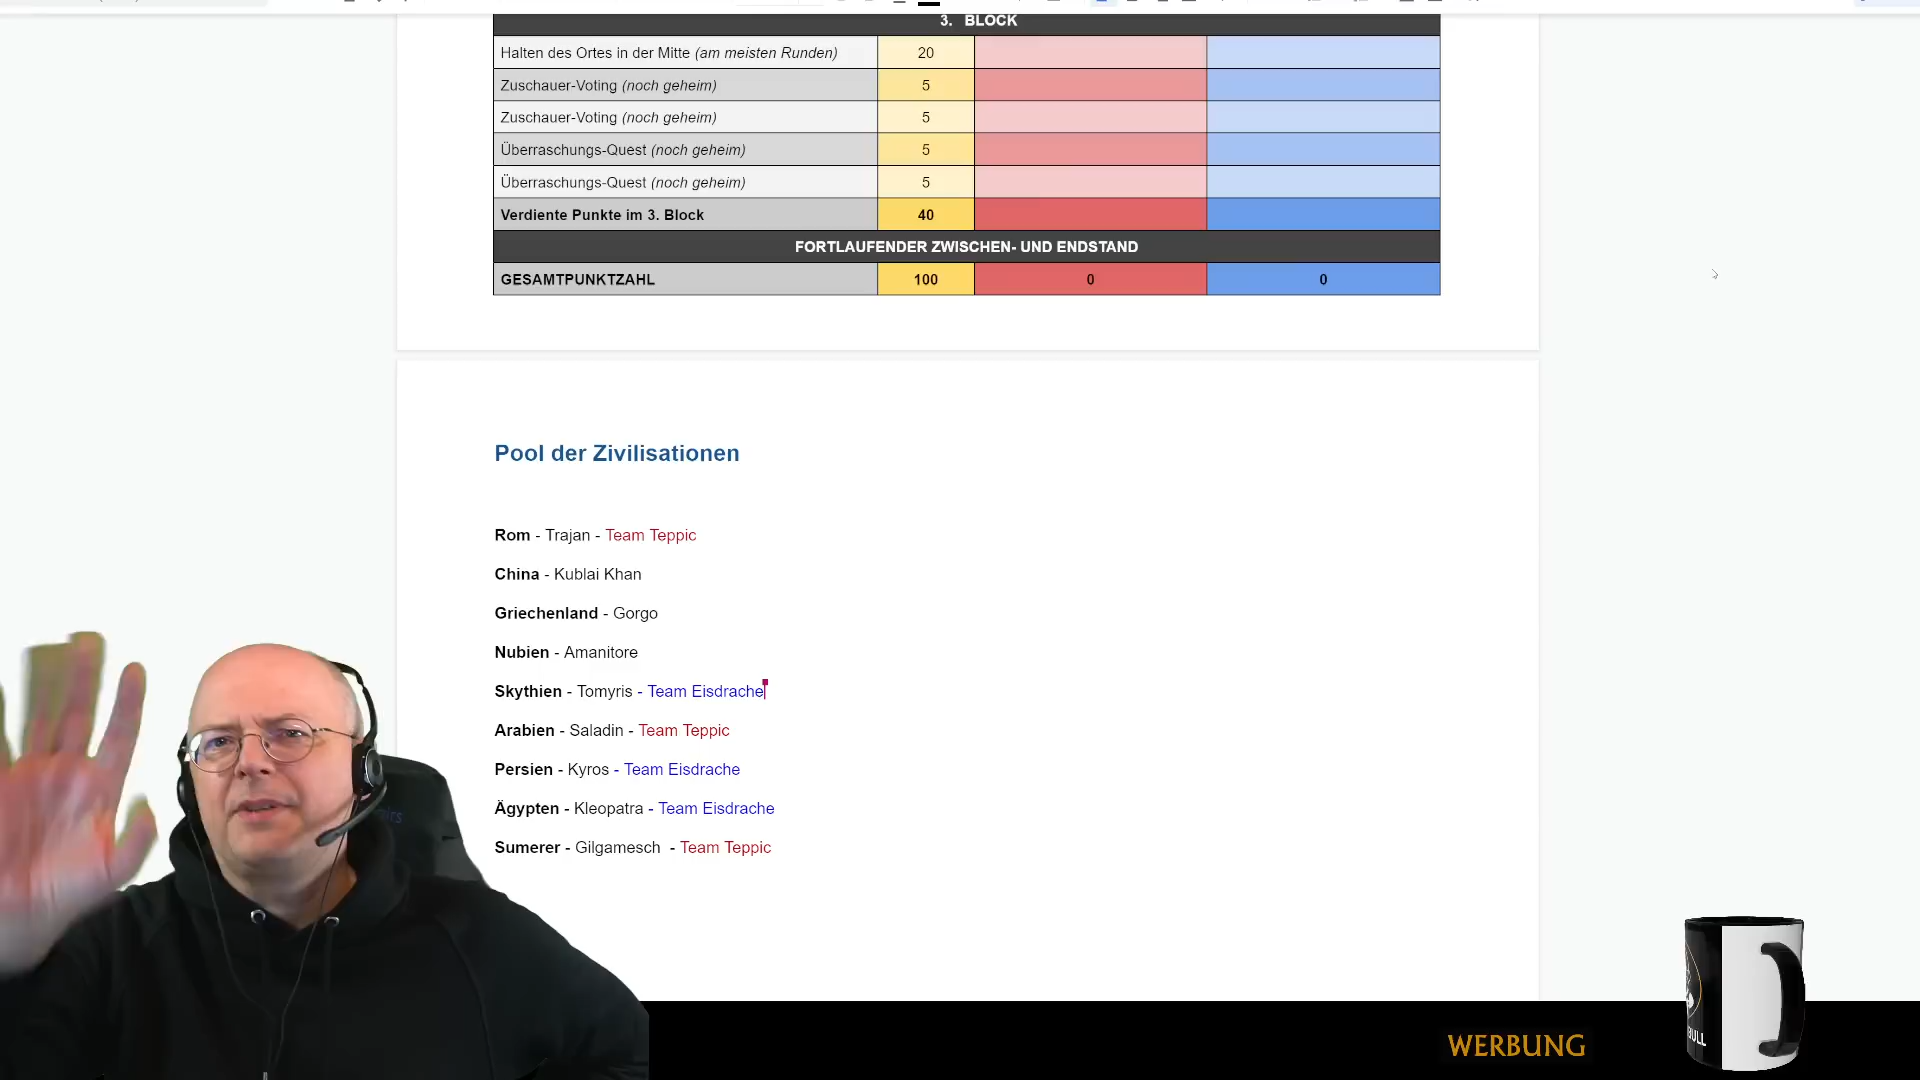 3. BLOCK
Halten des Ortes in der Mitte (am meisten Runden) 20
Zuschauer-Voting (noch geheim) 5
Zuschauer-Voting (noch geheim) 5
Überraschungs-Quest (noch geheim) 5
Überraschungs-Quest (noch geheim) 5
Verdiente Punkte im 3. Block 40
FORTLAUFENDER ZWISCHEN- UND ENDSTAND
GESAMTPUNKTZAHL 100 0 0
Pool der Zivilisationen
Rom - Trajan - Team Teppic
China - Kublai Khan
Griechenland - Gorgo
Nubien - Amanitore
Skythien - Tomyris - Team Eisdrache
Arabien - Saladin - Team Teppic
Persien - Kyros - Team Eisdrache
Ägypten - Kleopatra - Team Eisdrache
Sumerer - Gilgamesch - Team Teppic
WERBUNG